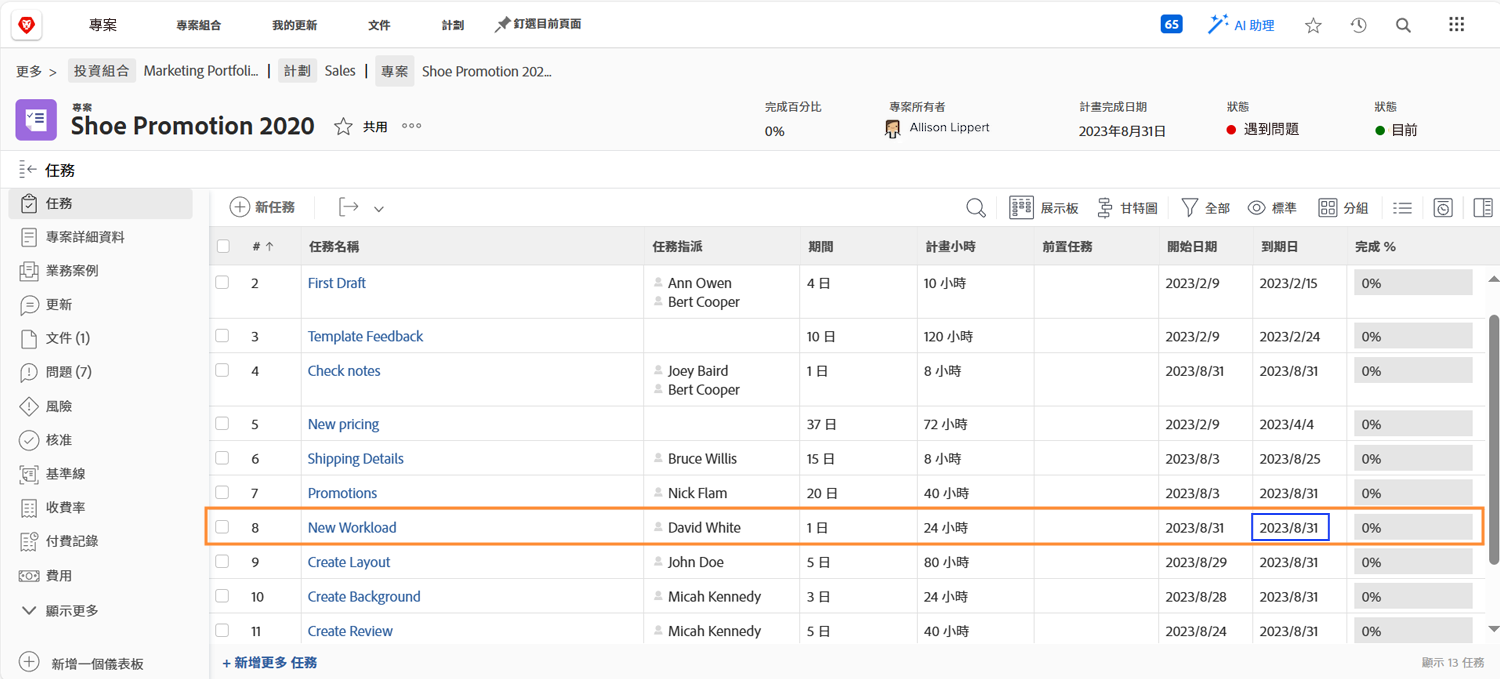 專案 專案組合 我的更新 文件 計劃 釘選目前頁面 65 AI 助理
更多 > 投資組合 Marketing Portfoli... | 計劃 Sales | 專案 Shoe Promotion 202...
專案
Shoe Promotion 2020 共用
完成百分比 專案所有者 計畫完成日期 狀態 狀態
0% Allison Lippert 2023年8月31日 遇到問題 目前
任務
任務
專案詳細資料
業務案例
更新
文件 (1)
問題 (7)
風險
核准
基準線
收費率
付費記錄
費用
顯示更多
新增一個儀表板
新任務 展示板 甘特圖 全部 標準 分組
# ↑ 任務名稱 任務指派 期間 計畫小時 前置任務 開始日期 到期日 完成 %
2 First Draft Ann Owen 4 日 10 小時 2023/2/9 2023/2/15 0%
Bert Cooper
3 Template Feedback 10 日 120 小時 2023/2/9 2023/2/24 0%
4 Check notes Joey Baird 1 日 8 小時 2023/8/31 2023/8/31 0%
Bert Cooper
5 New pricing 37 日 72 小時 2023/2/9 2023/4/4 0%
6 Shipping Details Bruce Willis 15 日 8 小時 2023/8/3 2023/8/25 0%
7 Promotions Nick Flam 20 日 40 小時 2023/8/3 2023/8/31 0%
8 New Workload David White 1 日 24 小時 2023/8/31 2023/8/31 0%
9 Create Layout John Doe 5 日 80 小時 2023/8/29 2023/8/31 0%
10 Create Background Micah Kennedy 3 日 24 小時 2023/8/28 2023/8/31 0%
11 Create Review Micah Kennedy 5 日 40 小時 2023/8/24 2023/8/31 0%
+ 新增更多 任務
顯示 13 任務